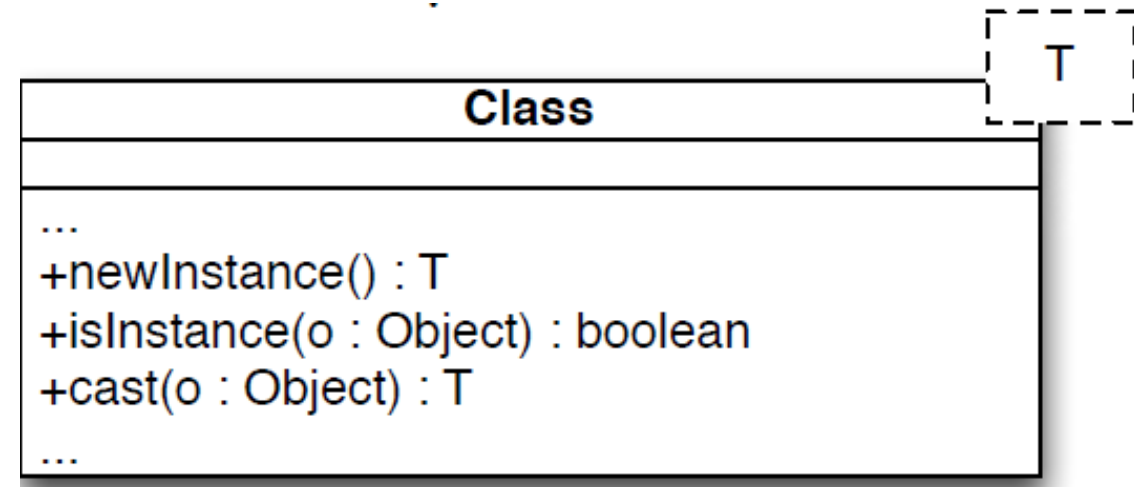 T
Class
...
+newInstance() : T
+isInstance(o : Object) : boolean
+cast(o : Object) : T
...